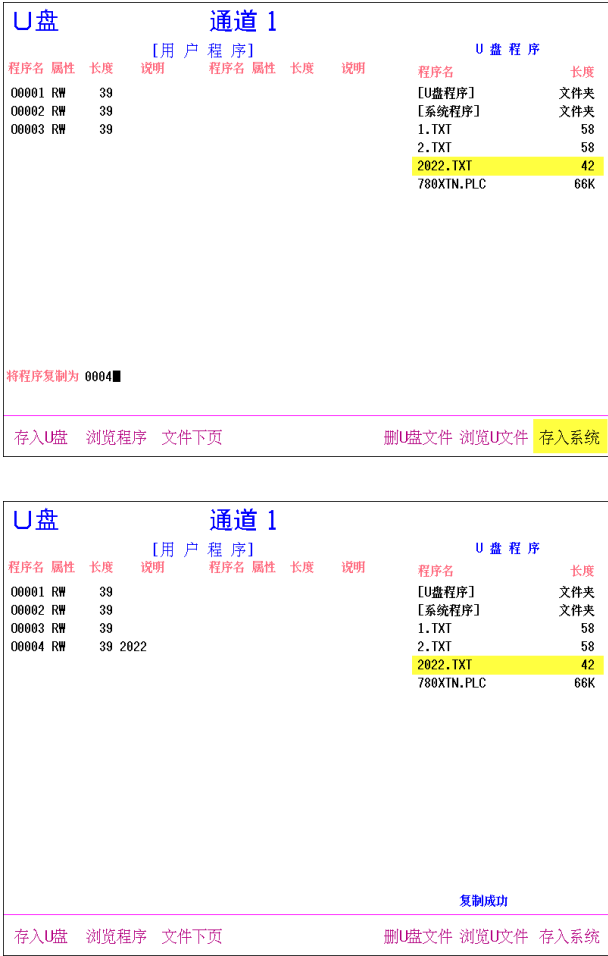 U盘 通道 1
[用 户 程 序] U 盘 程 序
程序名 属性 长度 说明 程序名 属性 长度 说明 程序名 长度
O0001 RW 39 [U盘程序] 文件夹
O0002 RW 39 [系统程序] 文件夹
O0003 RW 39 1.TXT 58
2.TXT 58
2022.TXT 42
780XTN.PLC 66K
将程序复制为 0004
存入U盘 浏览程序 文件下页 删U盘文件 浏览U文件 存入系统
U盘 通道 1
[用 户 程 序] U 盘 程 序
程序名 属性 长度 说明 程序名 属性 长度 说明 程序名 长度
O0001 RW 39 [U盘程序] 文件夹
O0002 RW 39 [系统程序] 文件夹
O0003 RW 39 1.TXT 58
O0004 RW 39 2022 2.TXT 58
2022.TXT 42
780XTN.PLC 66K
复制成功
存入U盘 浏览程序 文件下页 删U盘文件 浏览U文件 存入系统